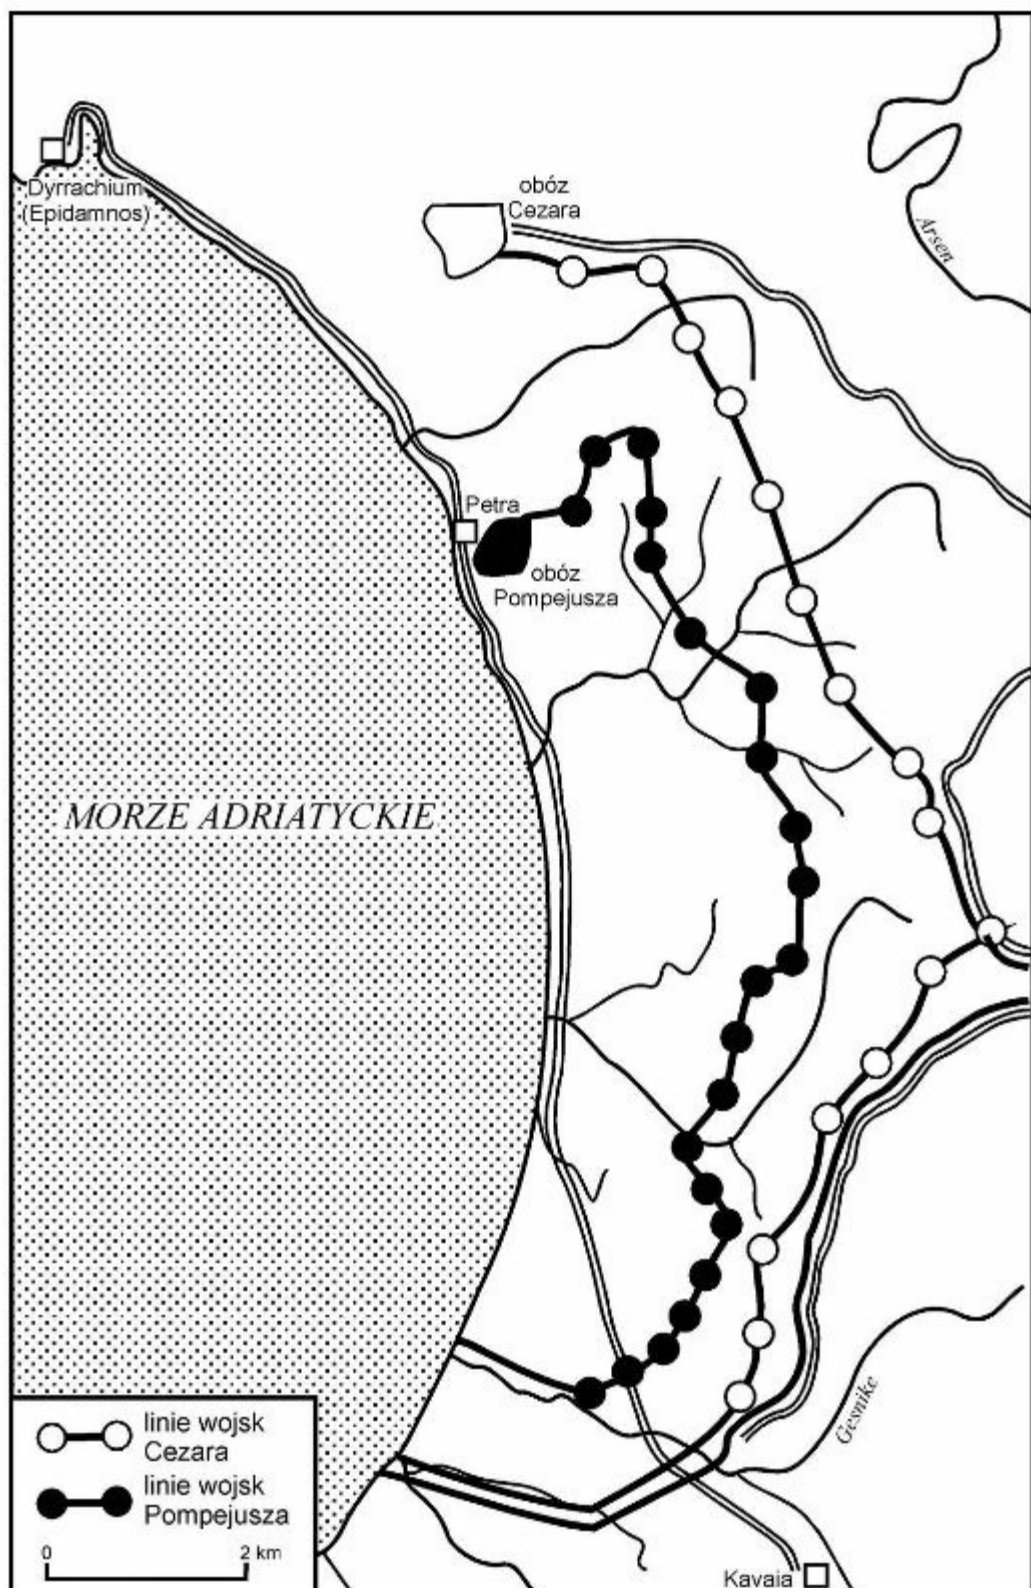 Dyrrachium
(Epidamnos)
obóz
Cezara
Arsen
Petra
obóz
Pompejusza
MORZE ADRIATYCKIE
Gesnike
linie wojsk
Cezara
linie wojsk
Pompejusza
0 2 km
Kavaia